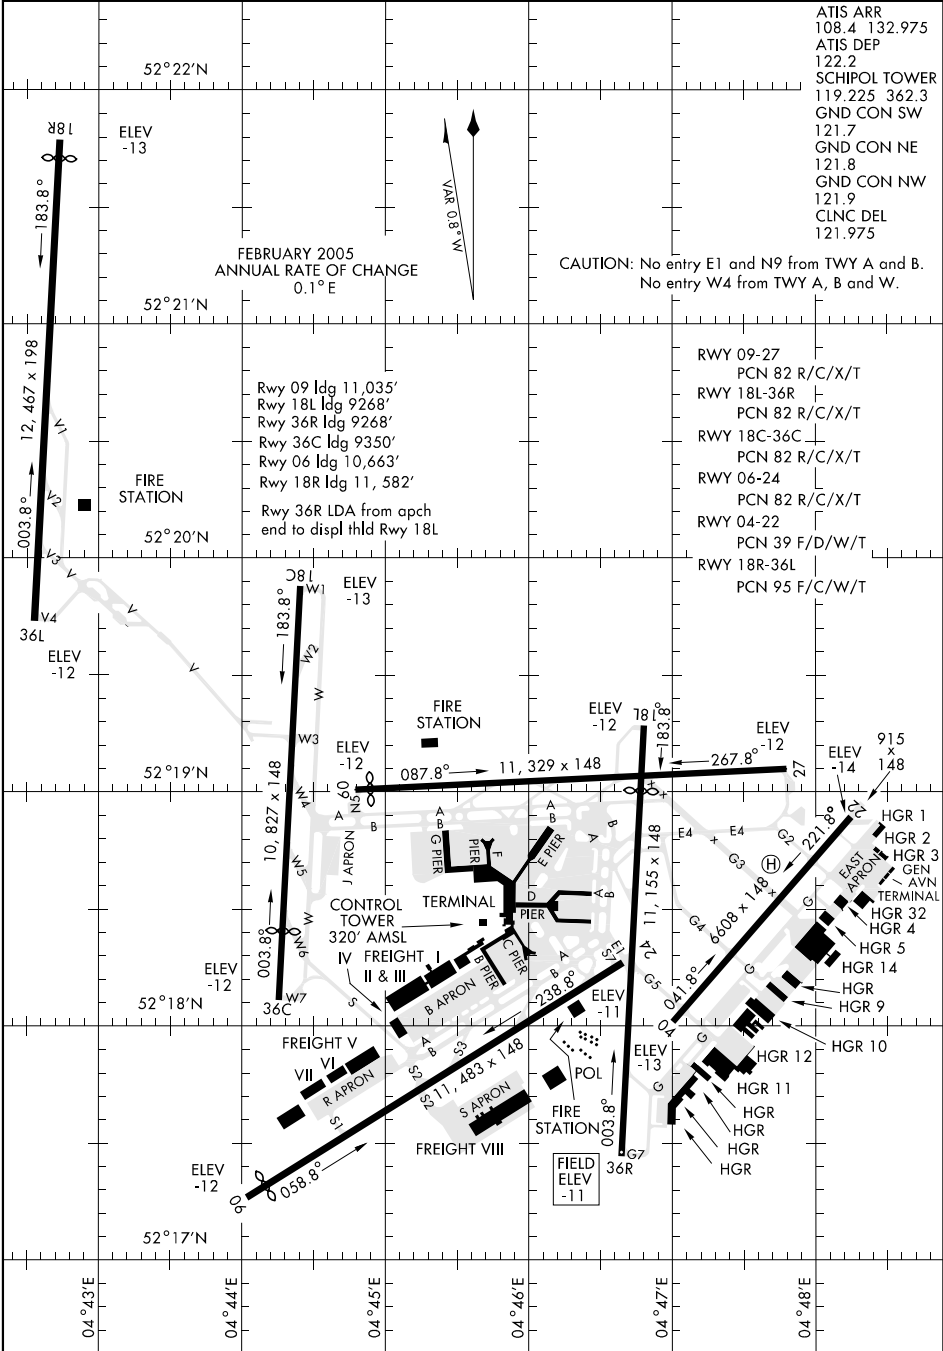 ATIS ARR
108.4 132.975
ATIS DEP
122.2
SCHIPOL TOWER
119.225 362.3
GND CON SW
121.7
GND CON NE
121.8
GND CON NW
121.9
CLNC DEL
121.975
52°22'N
18R
ELEV
-13
183.8°
VAR 0.8° W
FEBRUARY 2005
ANNUAL RATE OF CHANGE
0.1° E
CAUTION: No entry E1 and N9 from TWY A and B.
No entry W4 from TWY A, B and W.
52°21'N
12, 467 x 198
Rwy 09 ldg 11,035'
Rwy 18L ldg 9268'
Rwy 36R ldg 9268'
Rwy 36C ldg 9350'
Rwy 06 ldg 10,663'
Rwy 18R ldg 11, 582'
Rwy 36R LDA from apch
end to displ thld Rwy 18L
RWY 09-27
PCN 82 R/C/X/T
RWY 18L-36R
PCN 82 R/C/X/T
RWY 18C-36C
PCN 82 R/C/X/T
RWY 06-24
PCN 82 R/C/X/T
RWY 04-22
PCN 39 F/D/W/T
RWY 18R-36L
PCN 95 F/C/W/T
V1
V2
FIRE
STATION
003.8°
52°20'N
V3
V
V
V
V4
36L
ELEV
-12
18C
W1
ELEV
-13
183.8°
W2
W
W3
FIRE
STATION
ELEV
-12
18L
183.8°
ELEV
-12
ELEV
-12
087.8°
11, 329 x 148
267.8°
27
ELEV
-14
915
x
148
52°19'N
09
N5
10, 827 x 148
W4
A
B
A
B
A
B
A
B
22
HGR 1
HGR 2
HGR 3
GEN
AVN
TERMINAL
J APRON
G PIER
F
PIER
E PIER
E4
E4
G2
G3
221.8°
EAST
APRON
H
W5
11, 155 x 148
6608 x 148
CONTROL
TOWER
320' AMSL
TERMINAL
D
PIER
A
B
G
HGR 32
HGR 4
HGR 5
W
003.8°
W6
IV
FREIGHT
I
II & III
C PIER
B PIER
E1
S7
24
G4
G5
G
HGR 14
HGR
HGR 9
ELEV
-12
W7
36C
52°18'N
S
B APRON
B
A
238.8°
ELEV
-11
041.8°
04
HGR 10
FREIGHT V
VI
VII
A
B
S3
S2
S2
11, 483 x 148
POL
ELEV
-13
G
HGR 12
HGR 11
R APRON
S1
S APRON
FIRE
STATION
003.8°
G
HGR
HGR
HGR
FREIGHT VIII
ELEV
-12
058.8°
06
FIELD
ELEV
-11
G7
36R
52°17'N
04°43'E
04°44'E
04°45'E
04°46'E
04°47'E
04°48'E